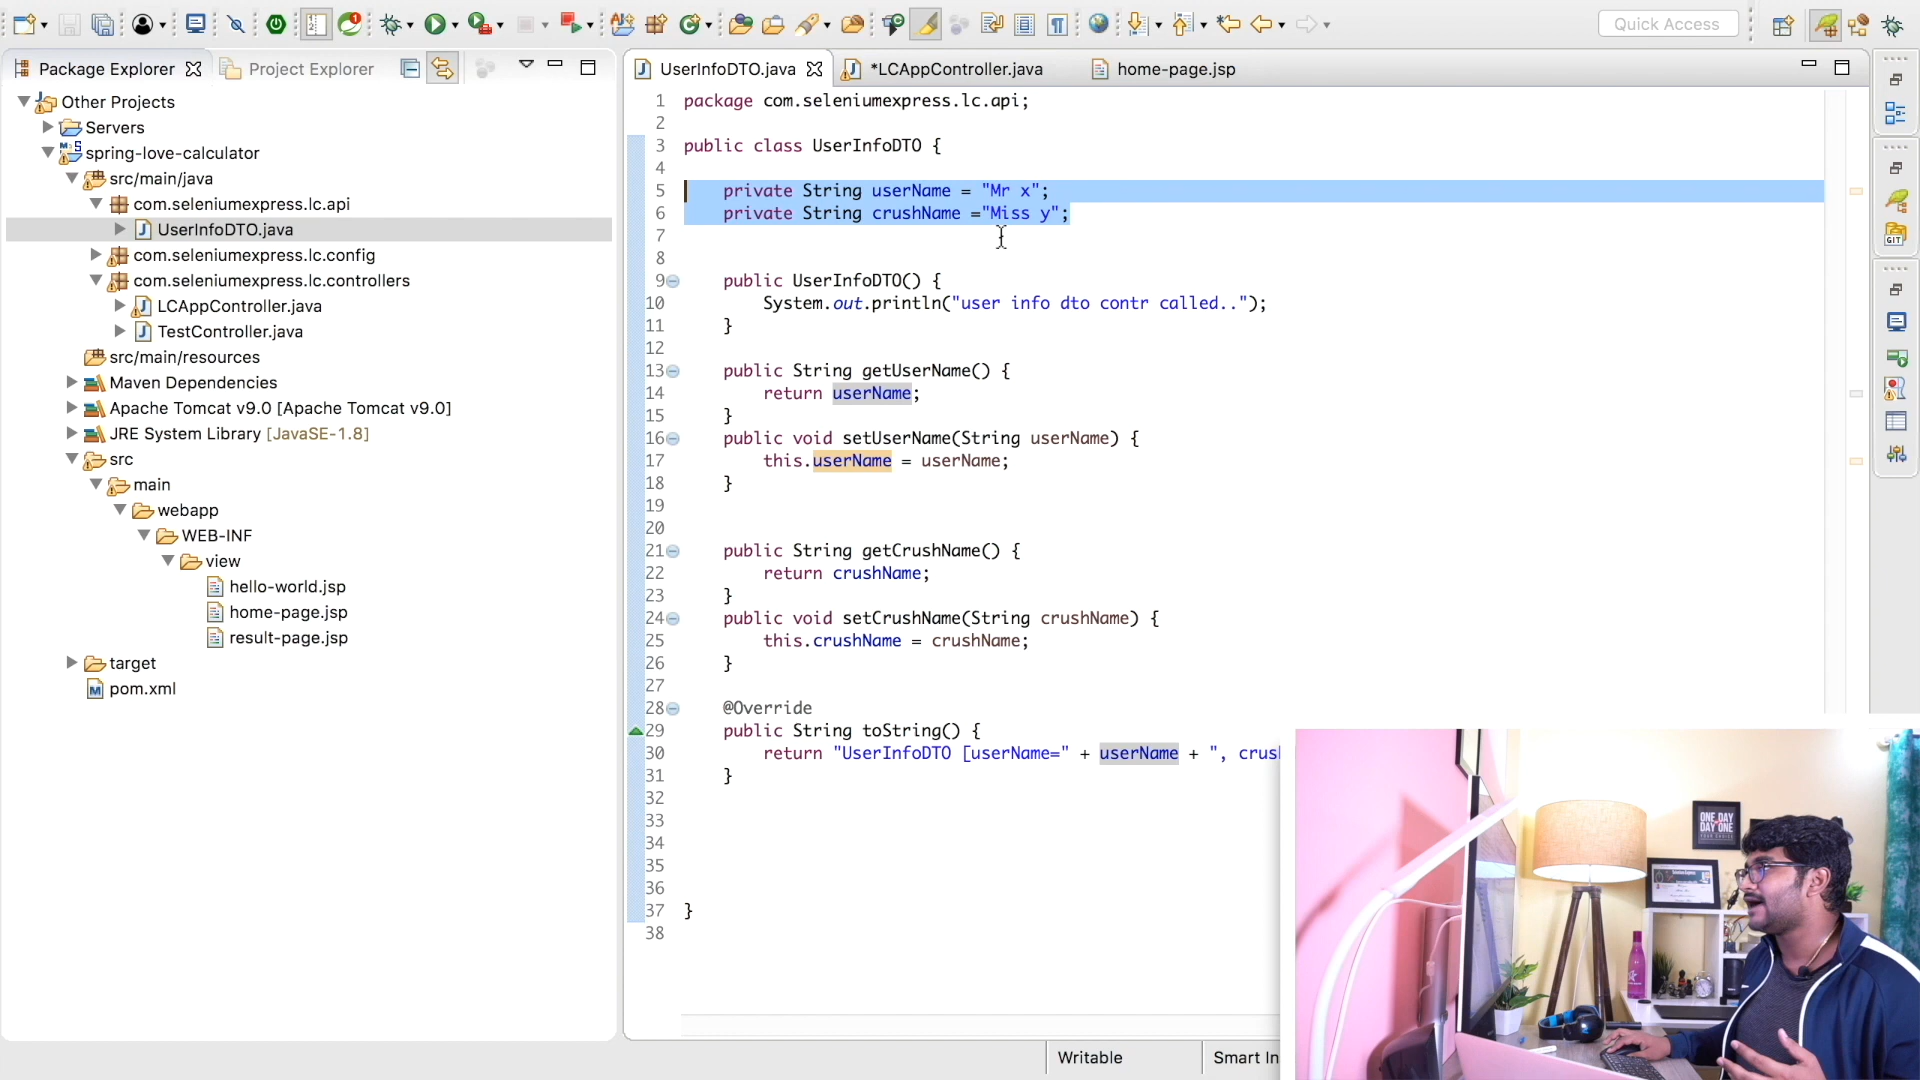 Quick Access
Package Explorer
Project Explorer
Other Projects
Servers
spring-love-calculator
src/main/java
com.seleniumexpress.lc.api
UserInfoDTO.java
com.seleniumexpress.lc.config
com.seleniumexpress.lc.controllers
LCAppController.java
TestController.java
src/main/resources
Maven Dependencies
Apache Tomcat v9.0 [Apache Tomcat v9.0]
JRE System Library [JavaSE-1.8]
src
main
webapp
WEB-INF
view
hello-world.jsp
home-page.jsp
result-page.jsp
target
pom.xml
UserInfoDTO.java
*LCAppController.java
home-page.jsp
1 package com.seleniumexpress.lc.api;
2
3 public class UserInfoDTO {
4
5 private String userName = "Mr x";
6 private String crushName ="Miss y";
7
8
9 public UserInfoDTO() {
10 System.out.println("user info dto contr called..");
11 }
12
13 public String getUserName() {
14 return userName;
15 }
16 public void setUserName(String userName) {
17 this.userName = userName;
18 }
19
20
21 public String getCrushName() {
22 return crushName;
23 }
24 public void setCrushName(String crushName) {
25 this.crushName = crushName;
26 }
27
28 @Override
29 public String toString() {
30 return "UserInfoDTO [userName=" + userName + ", crush
31 }
32
33
34
35
36
37 }
38
Writable
Smart In
GIT
ONE DAY
DAY ONE